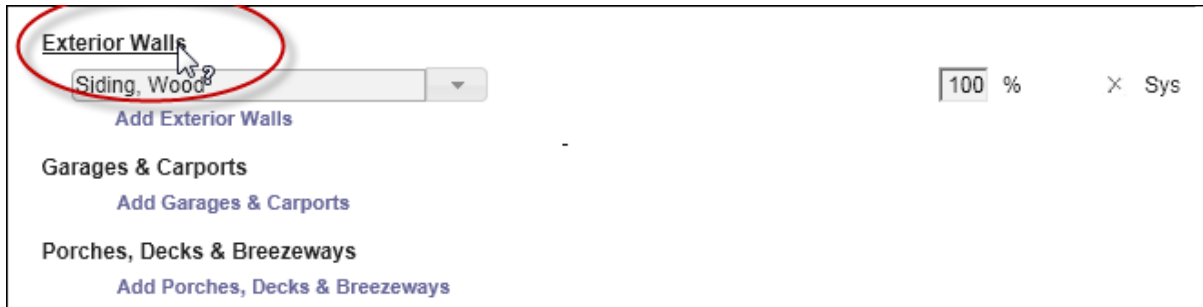 Exterior Walls
Siding, Wood 100 % × Sys
Add Exterior Walls
-
Garages & Carports
Add Garages & Carports
Porches, Decks & Breezeways
Add Porches, Decks & Breezeways